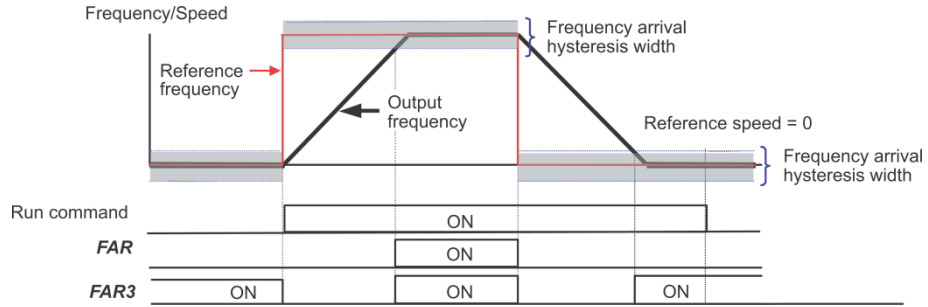 Frequency/Speed
Frequency arrival
hysteresis width
Reference
frequency
Output
frequency
Reference speed = 0
Frequency arrival
hysteresis width
Run command
ON
FAR
ON
FAR3
ON
ON
ON